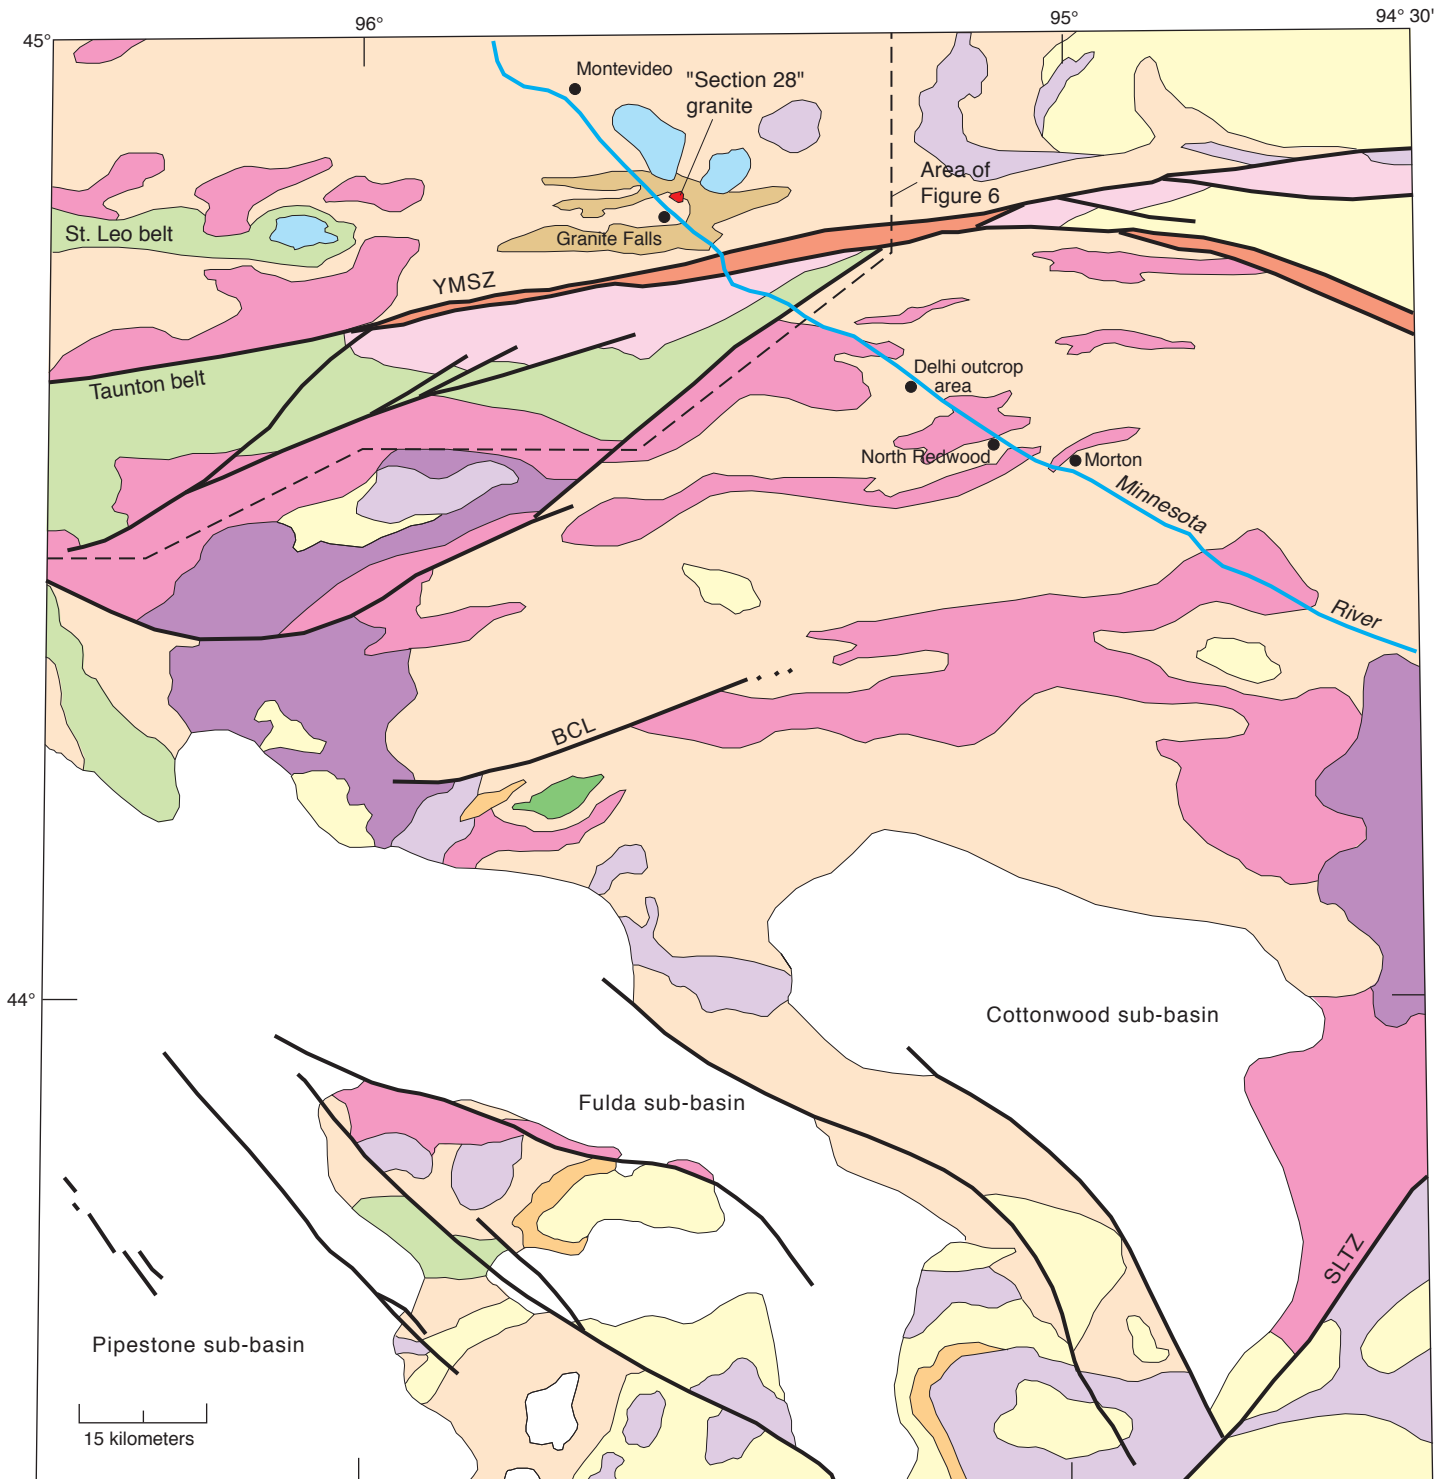 96°
95°
94° 30'
45°
Montevideo
"Section 28"
granite
Area of
Figure 6
St. Leo belt
Granite Falls
YMSZ
Taunton belt
Delhi outcrop
area
North Redwood
Morton
Minnesota
River
BCL
44°
Cottonwood sub-basin
Fulda sub-basin
SLTZ
Pipestone sub-basin
15 kilometers